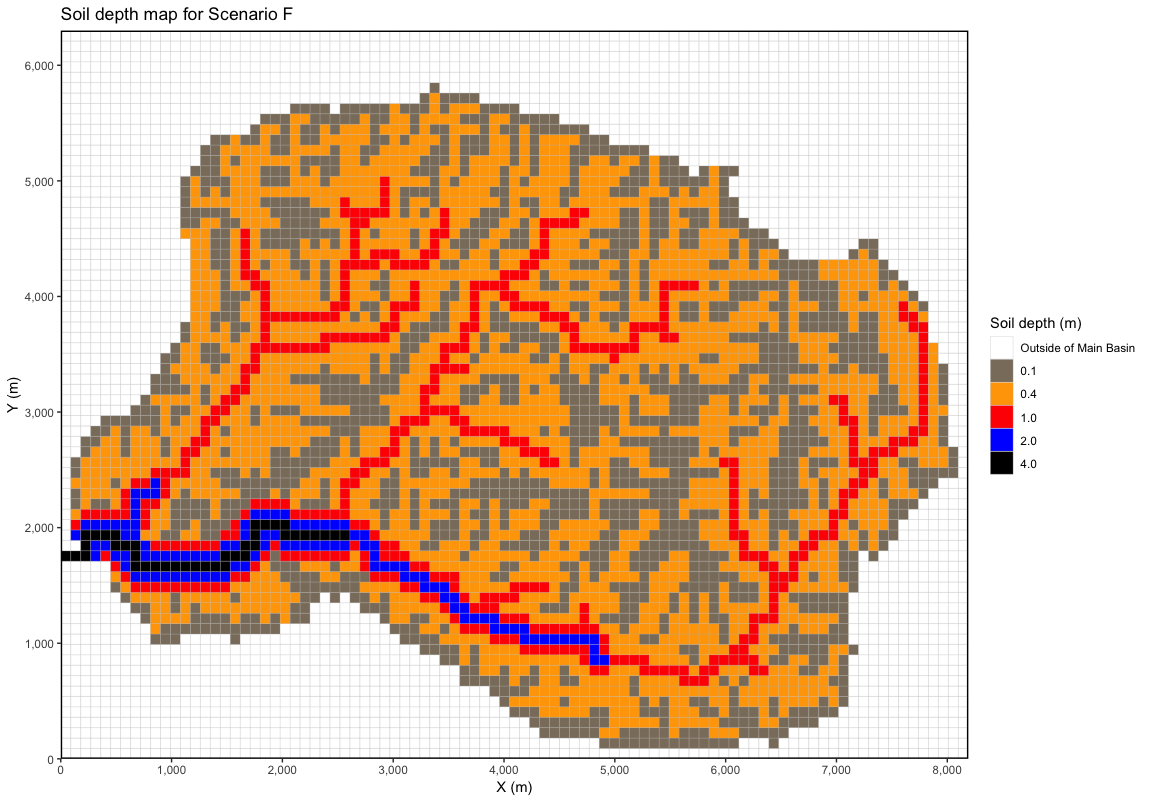 Soil depth map for Scenario F
6,000
5,000
4,000
3,000
2,000
1,000
0
Y (m)
0 1,000 2,000 3,000 4,000 5,000 6,000 7,000 8,000
X (m)
Soil depth (m)
Outside of Main Basin
0.1
0.4
1.0
2.0
4.0